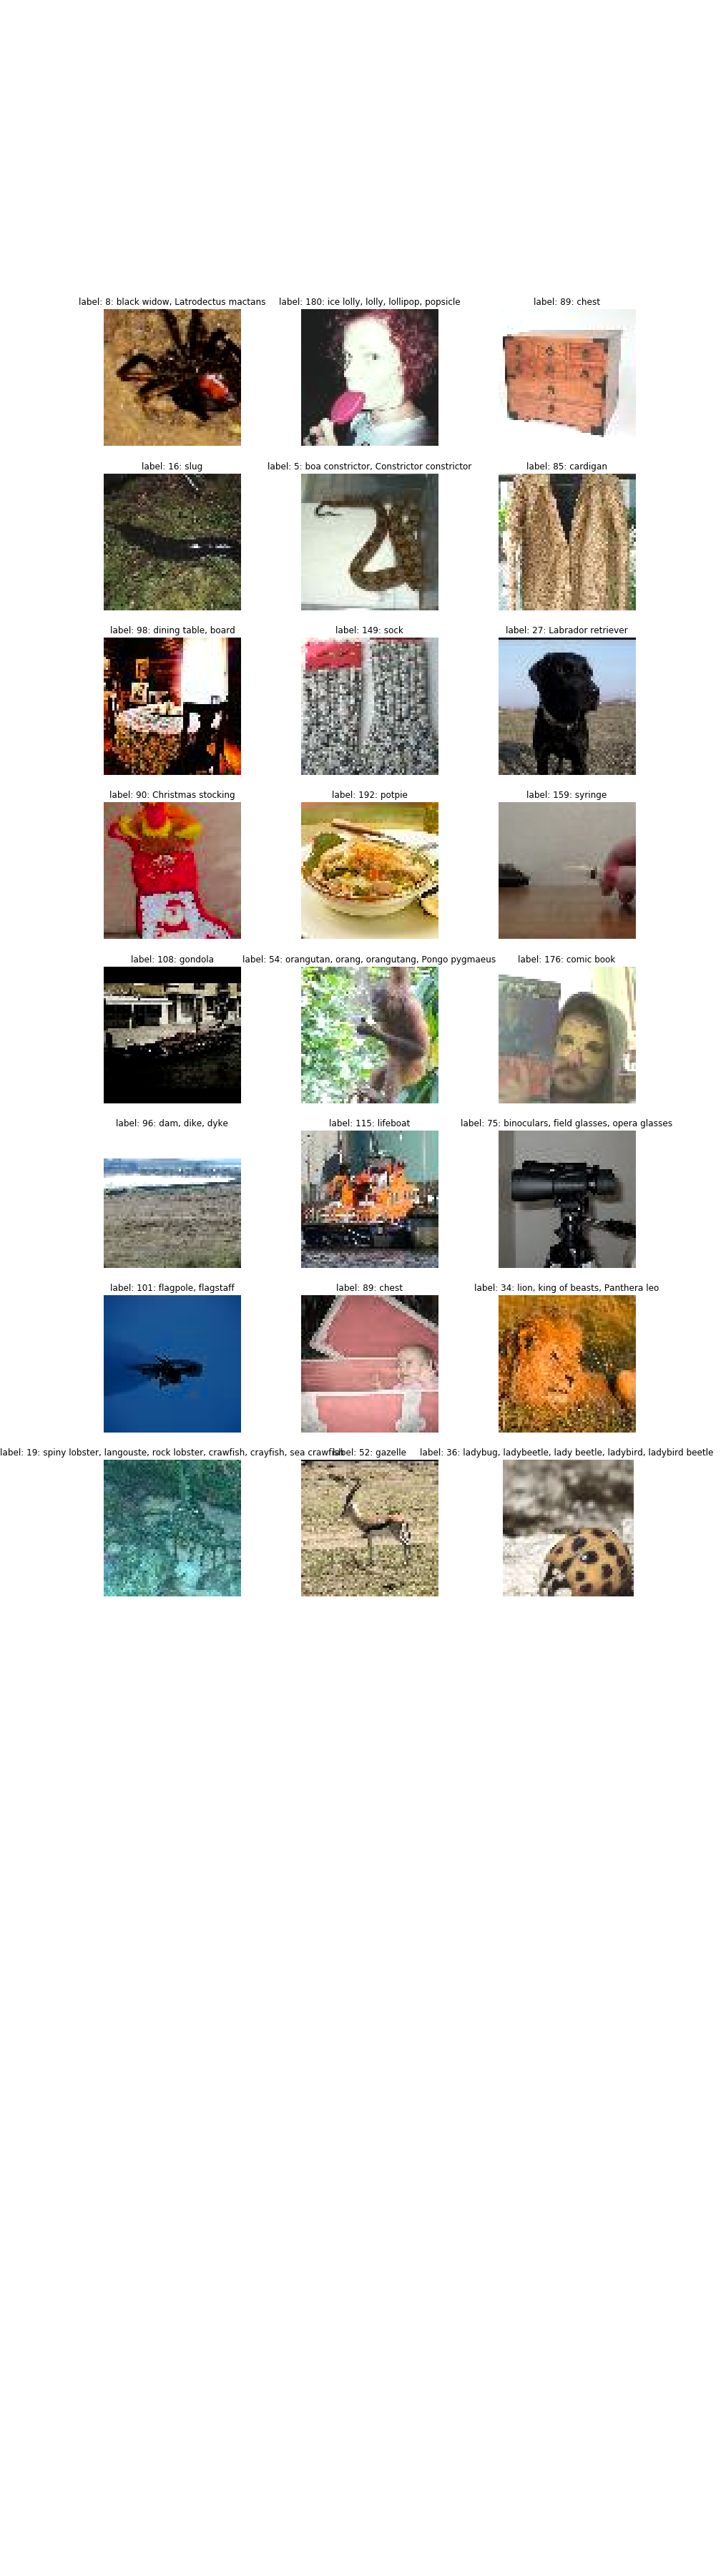 label: 8: black widow, Latrodectus mactans
label: 180: ice lolly, lolly, lollipop, popsicle
label: 89: chest
label: 16: slug
label: 5: boa constrictor, Constrictor constrictor
label: 85: cardigan
label: 98: dining table, board
label: 149: sock
label: 27: Labrador retriever
label: 90: Christmas stocking
label: 192: potpie
label: 159: syringe
label: 108: gondola
label: 54: orangutan, orang, orangutang, Pongo pygmaeus
label: 176: comic book
label: 96: dam, dike, dyke
label: 115: lifeboat
label: 75: binoculars, field glasses, opera glasses
label: 101: flagpole, flagstaff
label: 89: chest
label: 34: lion, king of beasts, Panthera leo
label: 19: spiny lobster, langouste, rock lobster, crawfish, crayfish, sea crawfish
label: 52: gazelle
label: 36: ladybug, ladybeetle, lady beetle, ladybird, ladybird beetle